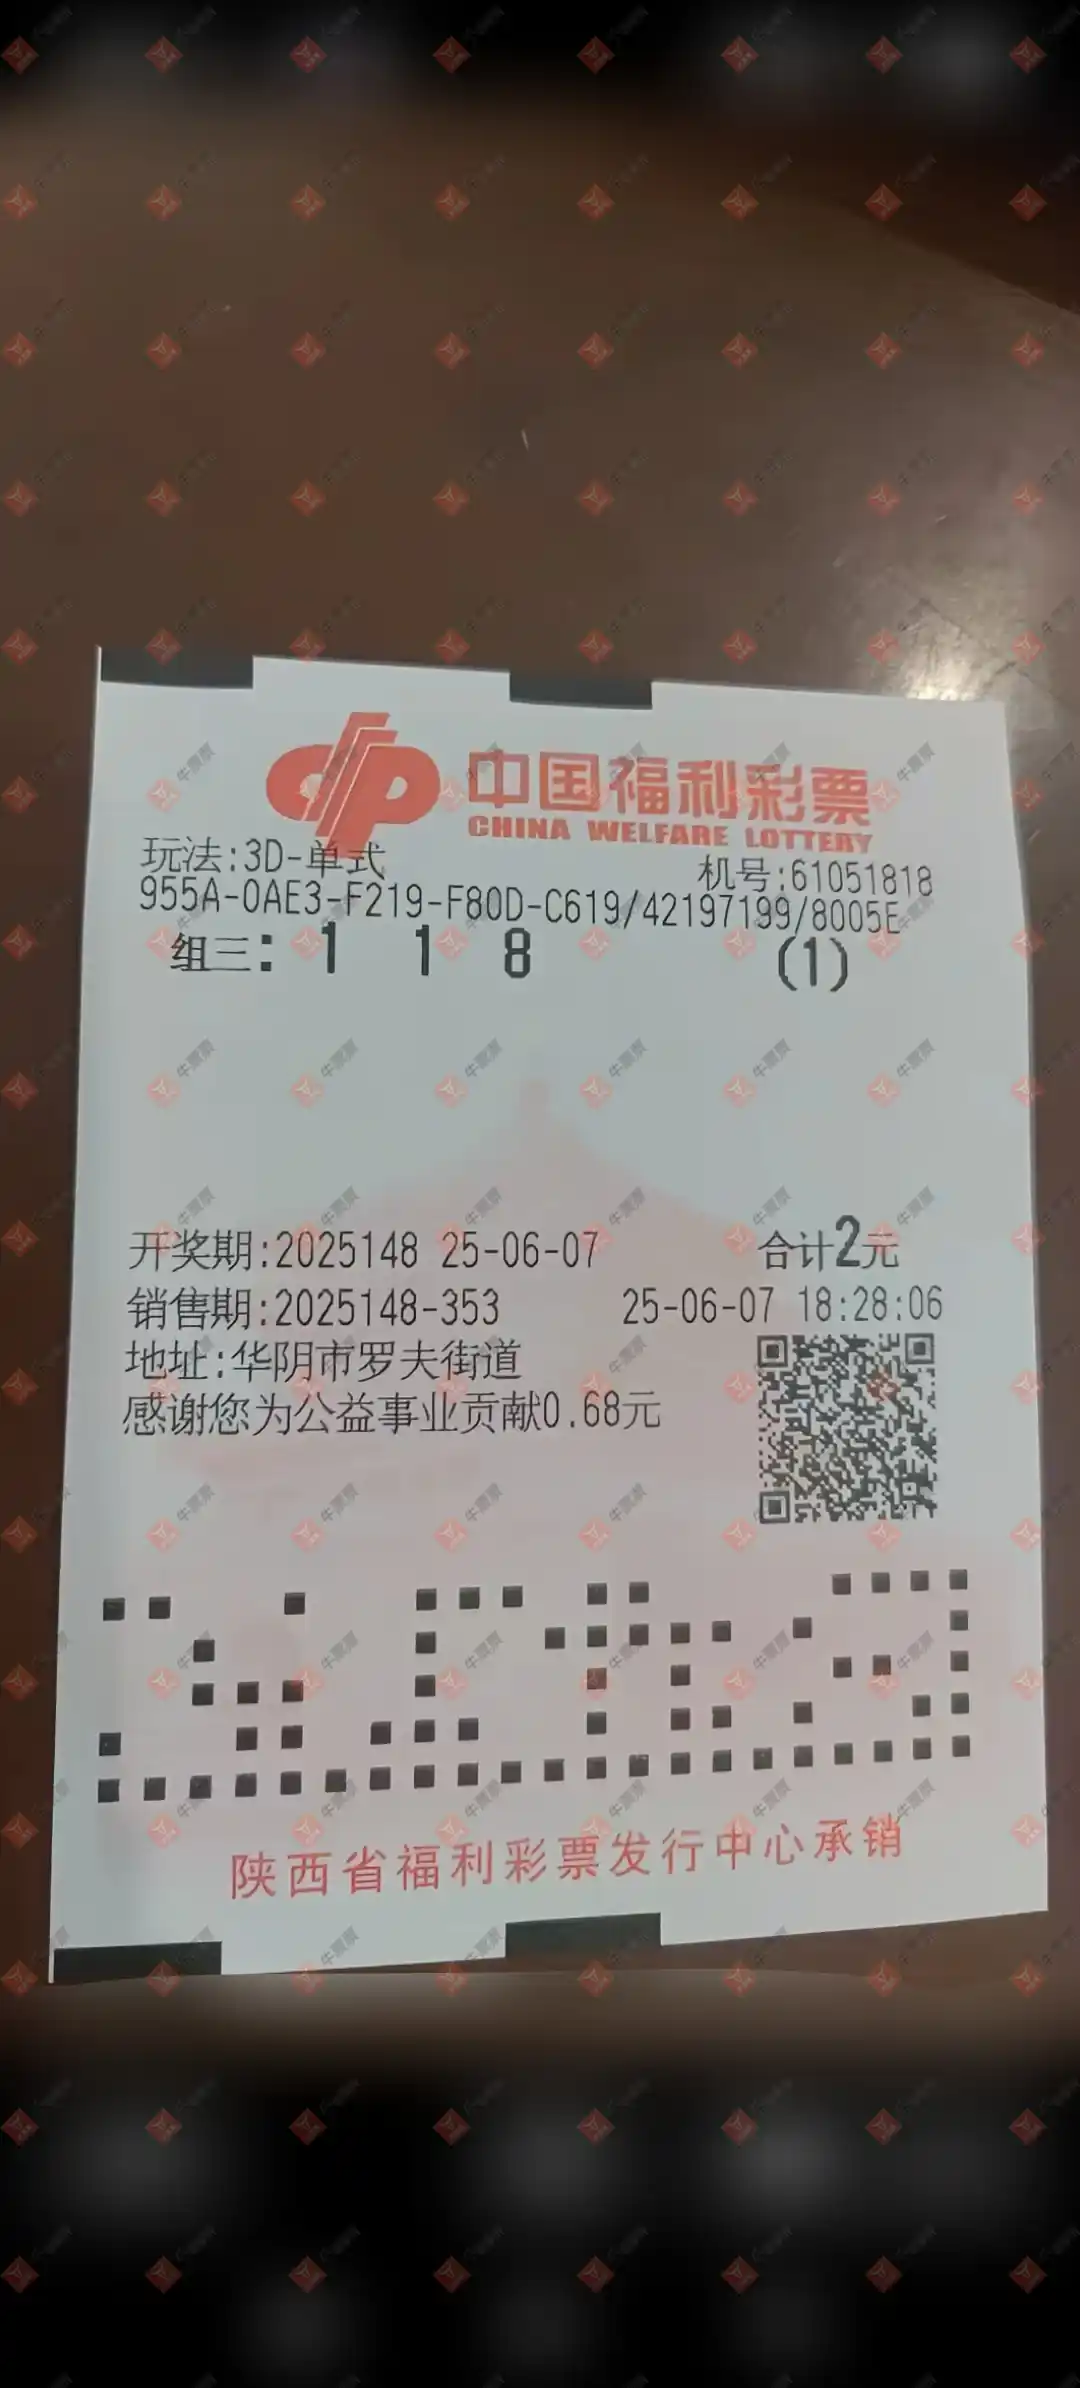 中国福利彩票
CHINA WELFARE LOTTERY
玩法:3D-单式 机号:61051818
955A-0AE3-F219-F80D-C619/42197199/8005E
组三: 1 1 8 (1)
开奖期:2025148 25-06-07 合计2元
销售期:2025148-353 25-06-07 18:28:06
地址:华阴市罗夫街道
感谢您为公益事业贡献0.68元
陕西省福利彩票发行中心承销